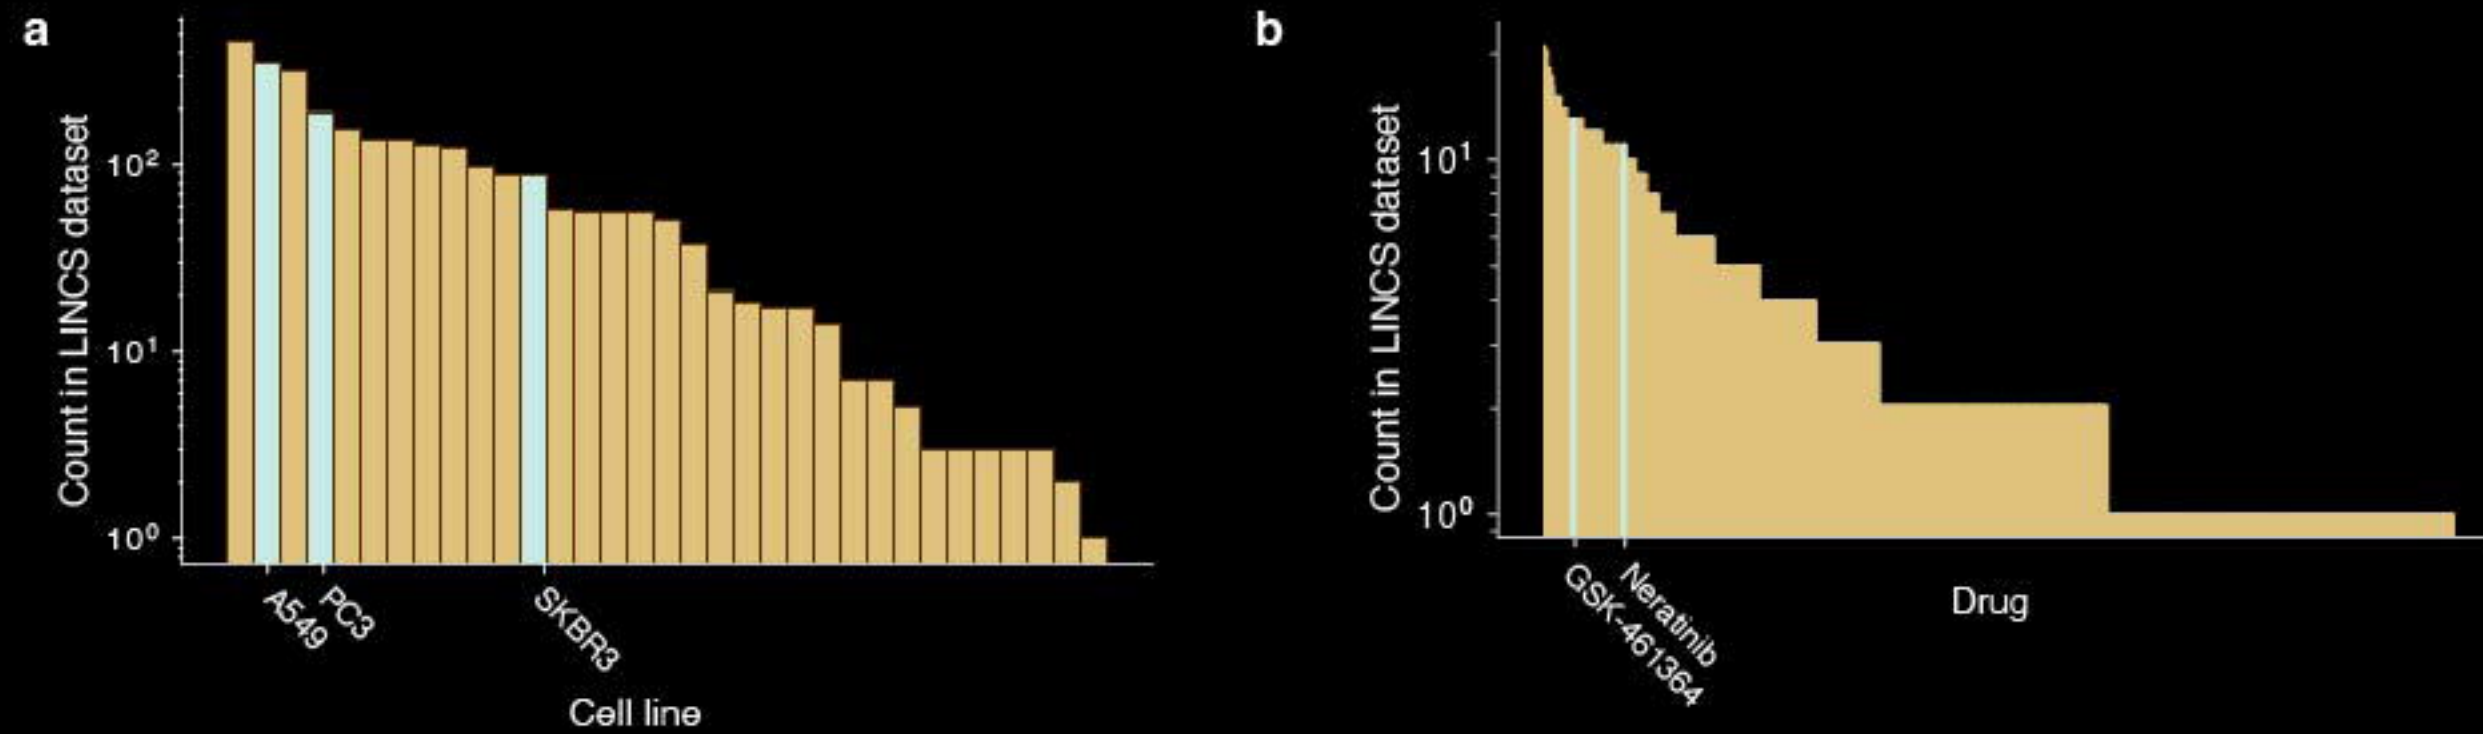 a
Count in LINCS dataset
10²
10¹
10⁰
A549
PC3
SKBR3
Cell line
b
Count in LINCS dataset
10¹
10⁰
GSK-461364
Neratinib
Drug